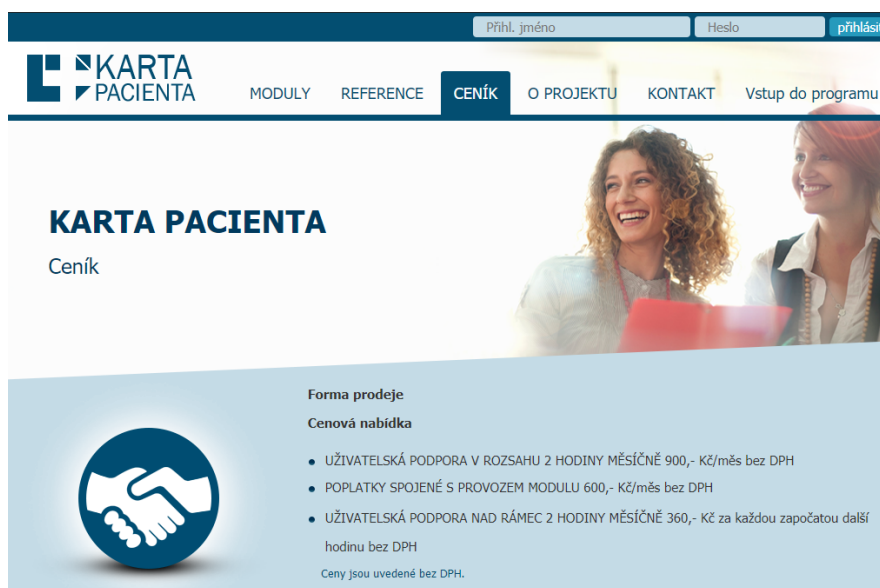 Přihl. jméno Heslo přihlásit
KARTA
PACIENTA
MODULY REFERENCE CENÍK O PROJEKTU KONTAKT Vstup do programu
KARTA PACIENTA
Ceník
Forma prodeje
Cenová nabídka
UŽIVATELSKÁ PODPORA V ROZSAHU 2 HODINY MĚSÍČNĚ 900,- Kč/měs bez DPH
POPLATKY SPOJENÉ S PROVOZEM MODULU 600,- Kč/měs bez DPH
UŽIVATELSKÁ PODPORA NAD RÁMEC 2 HODINY MĚSÍČNĚ 360,- Kč za každou započatou další
hodinu bez DPH
Ceny jsou uvedené bez DPH.